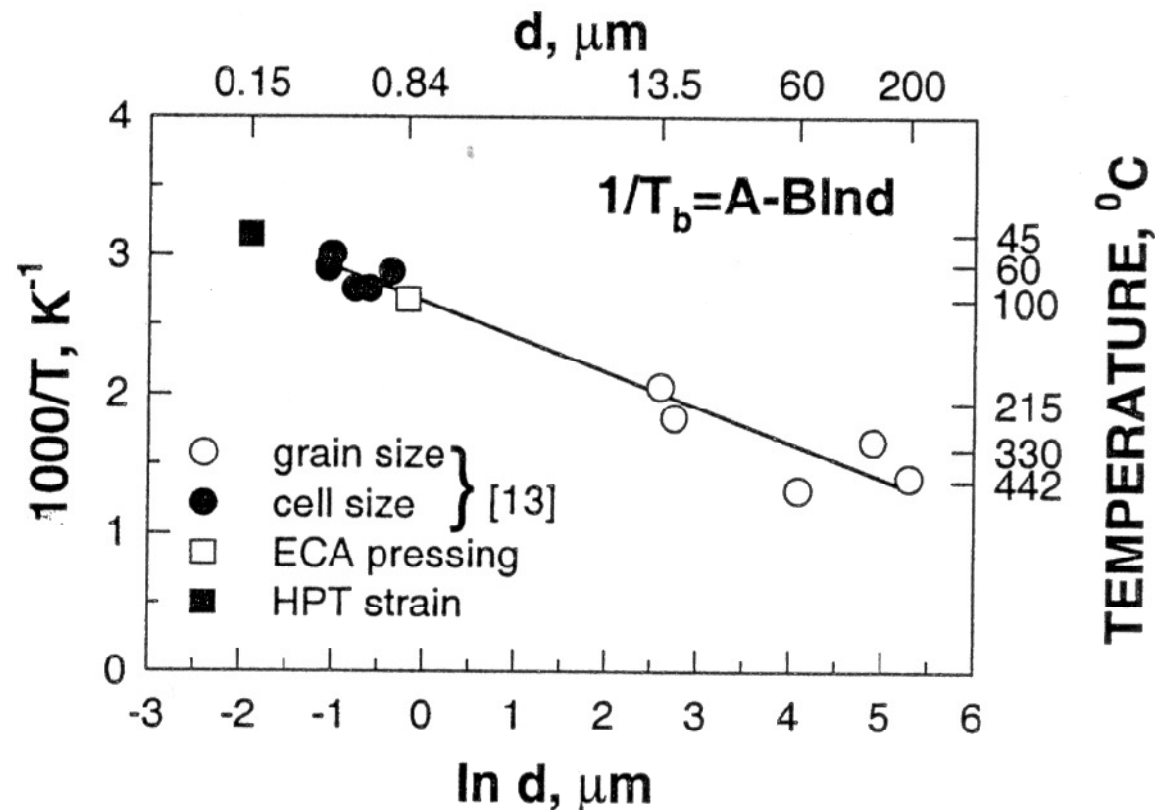 d, μm
0.15 0.84 13.5 60 200
4
3
2
1
0
1000/T, K⁻¹
1/T_b=A-Blnd
45
60
100
215
330
442
TEMPERATURE, ⁰C
grain size
cell size
} [13]
ECA pressing
HPT strain
-3 -2 -1 0 1 2 3 4 5 6
ln d, μm